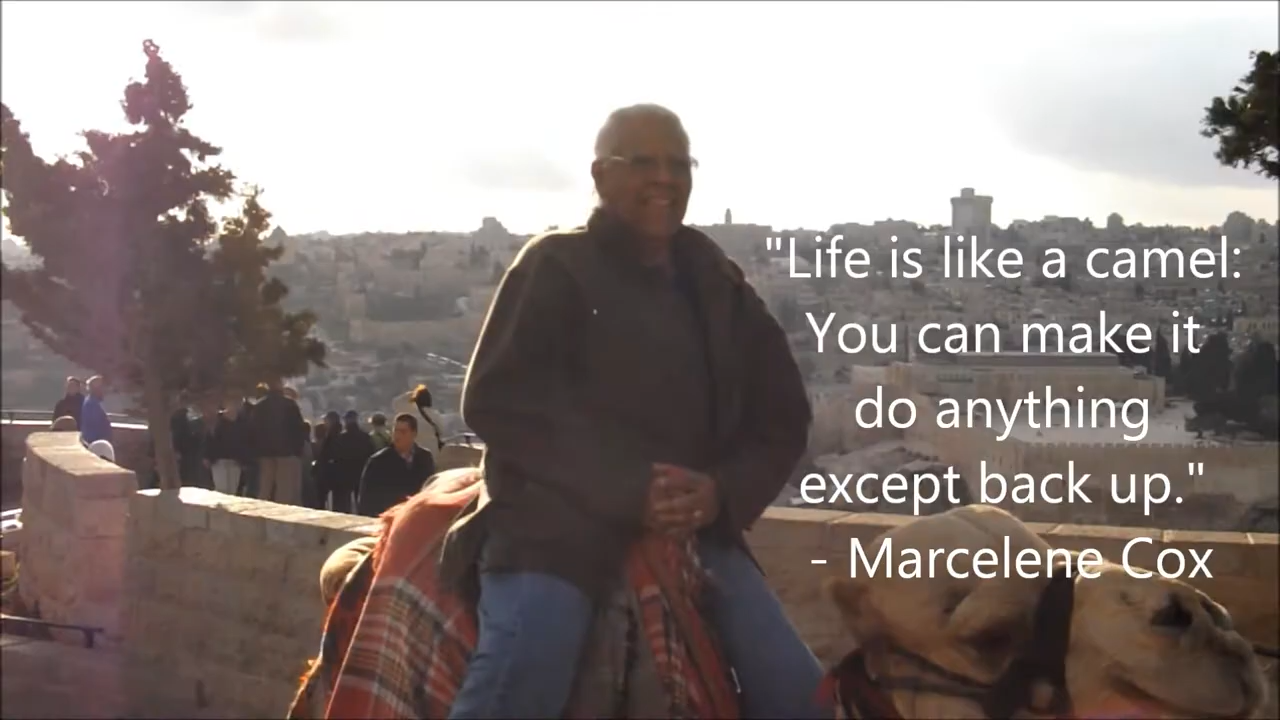 "Life is like a camel:
You can make it
do anything
except back up."
- Marcelene Cox